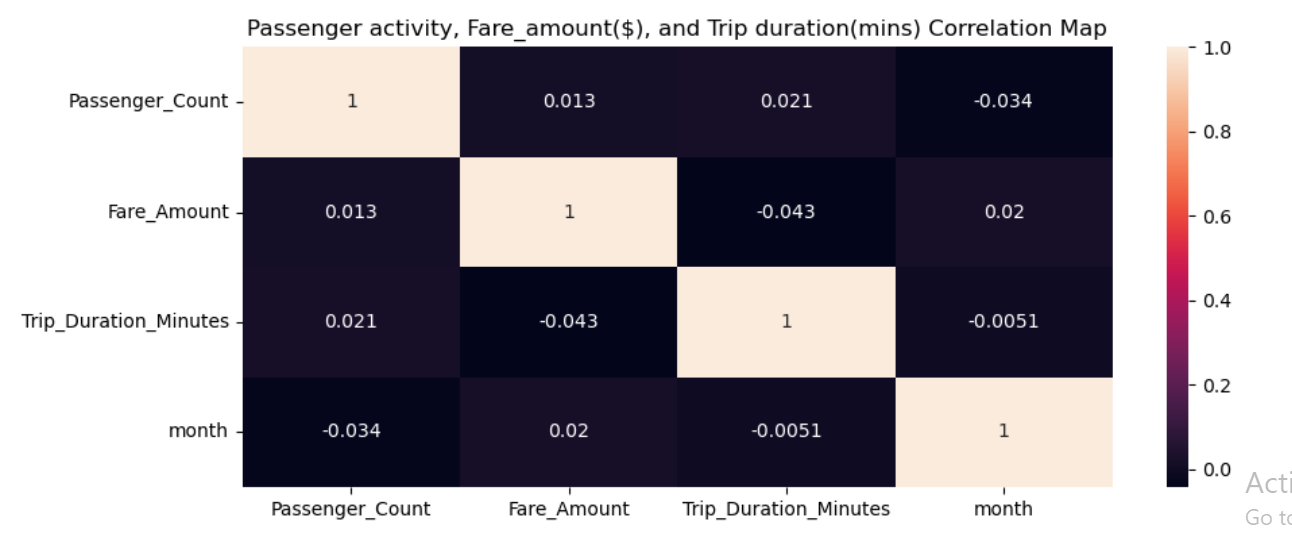 Passenger activity, Fare_amount($), and Trip duration(mins) Correlation Map
Passenger_Count 1 0.013 0.021 -0.034
Fare_Amount 0.013 1 -0.043 0.02
Trip_Duration_Minutes 0.021 -0.043 1 -0.0051
month -0.034 0.02 -0.0051 1
Passenger_Count Fare_Amount Trip_Duration_Minutes month
1.0
0.8
0.6
0.4
0.2
0.0
Acti
Go to